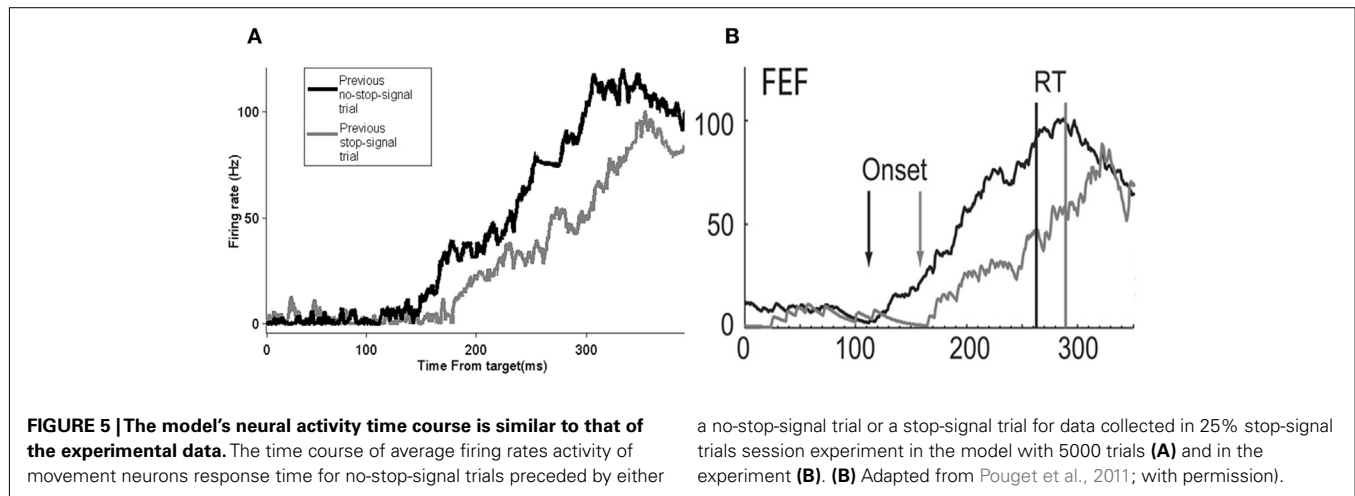 A
Previous
no-stop-signal
trial
Previous
stop-signal
trial
Firing rate (Hz)
100
50
0
0
100
200
300
Time From target(ms)
B
FEF
RT
Onset
100
50
0
0
100
200
300
FIGURE 5 | The model's neural activity time course is similar to that of
the experimental data. The time course of average firing rates activity of
movement neurons response time for no-stop-signal trials preceded by either
a no-stop-signal trial or a stop-signal trial for data collected in 25% stop-signal
trials session experiment in the model with 5000 trials (A) and in the
experiment (B). (B) Adapted from Pouget et al., 2011; with permission).